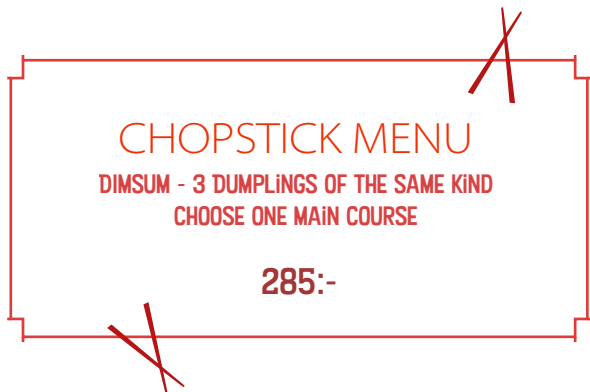 CHOPSTICK MENU
DIMSUM - 3 DUMPLiNGS OF THE SAME KiND
CHOOSE ONE MAiN COURSE
285:-